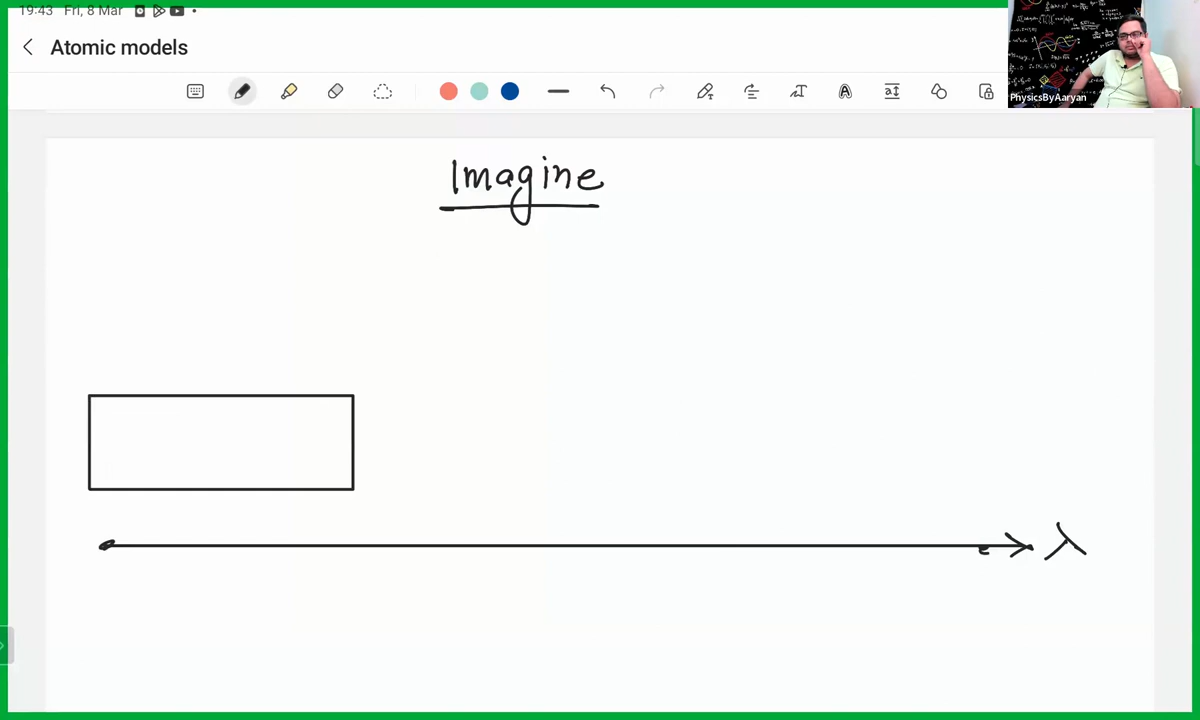 19:43 Fri, 8 Mar
Atomic models
PhysicsByAaryan
Imagine
λ